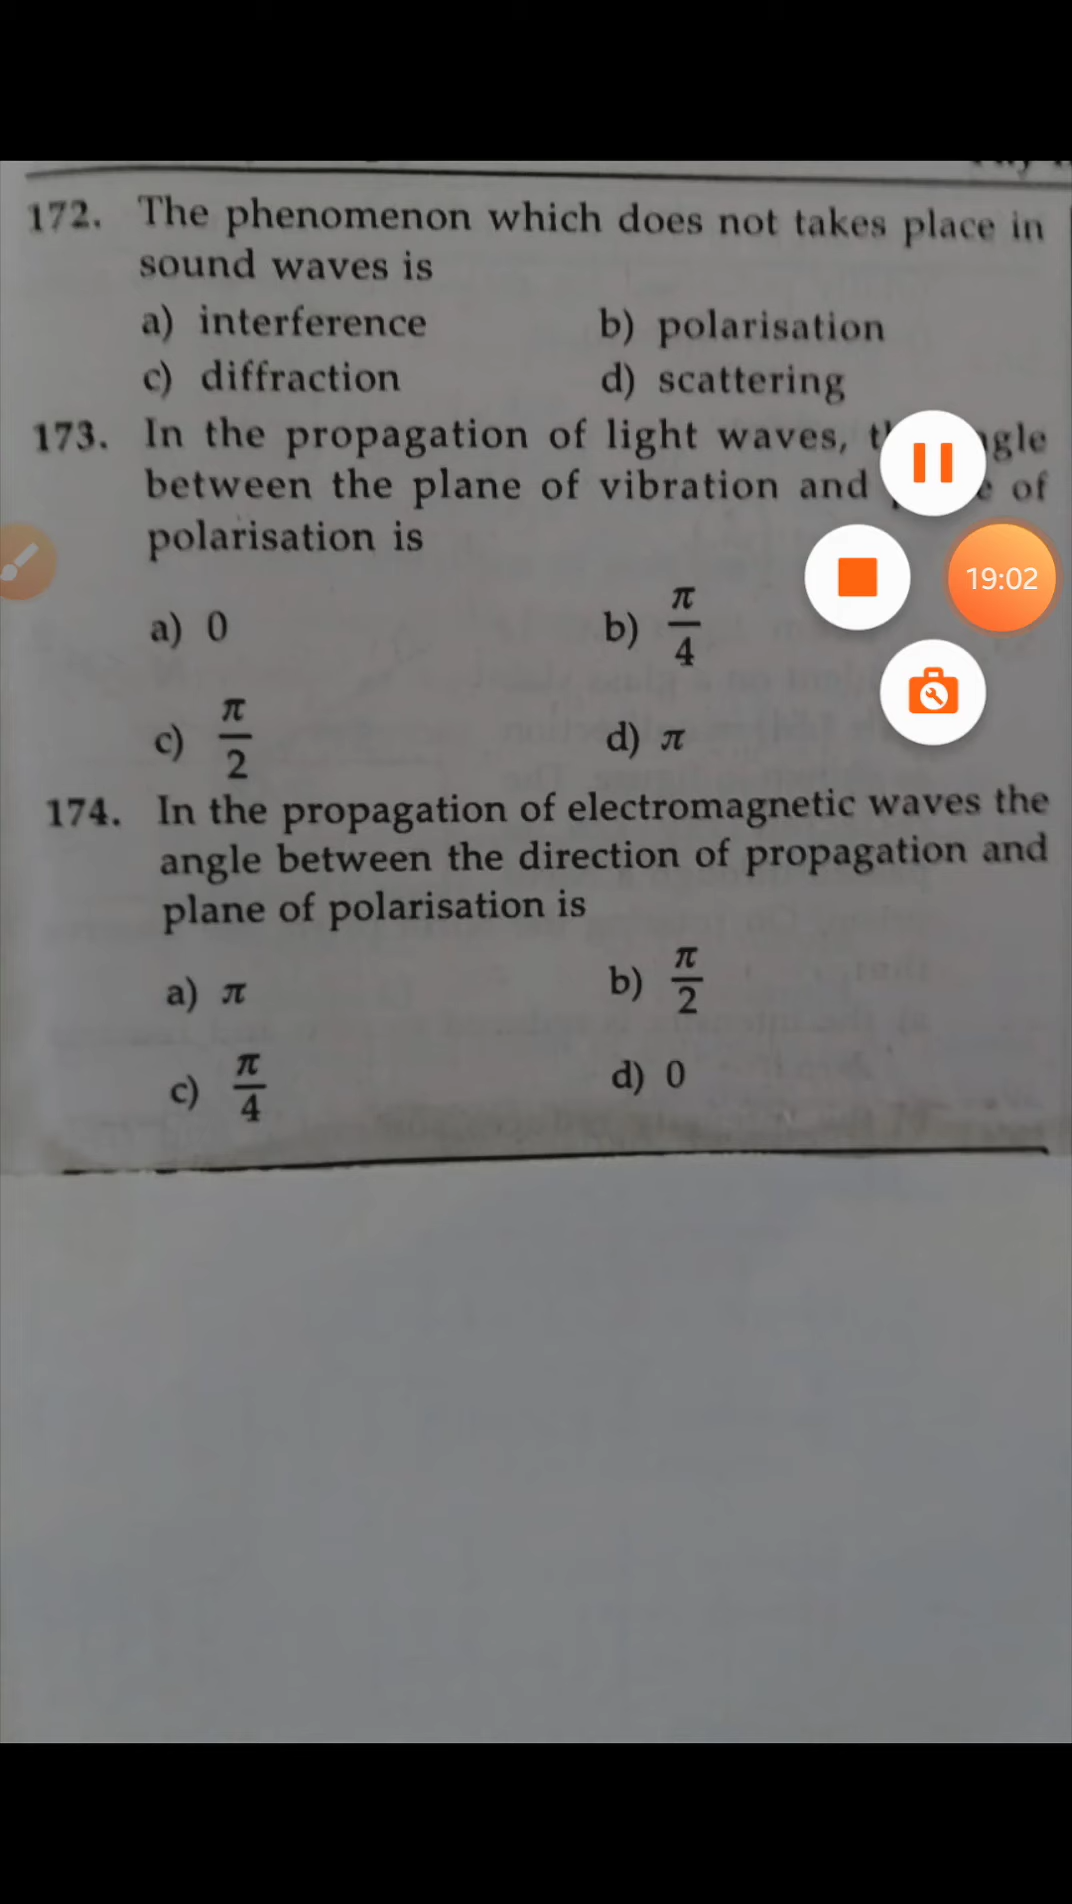 172. The phenomenon which does not takes place in
sound waves is
a) interference b) polarisation
c) diffraction d) scattering
173. In the propagation of light waves, gle
between the plane of vibration and e of
polarisation is
19:02
a) 0 b) π/4
c) π/2 d) π
174. In the propagation of electromagnetic waves the
angle between the direction of propagation and
plane of polarisation is
a) π b) π/2
c) π/4 d) 0